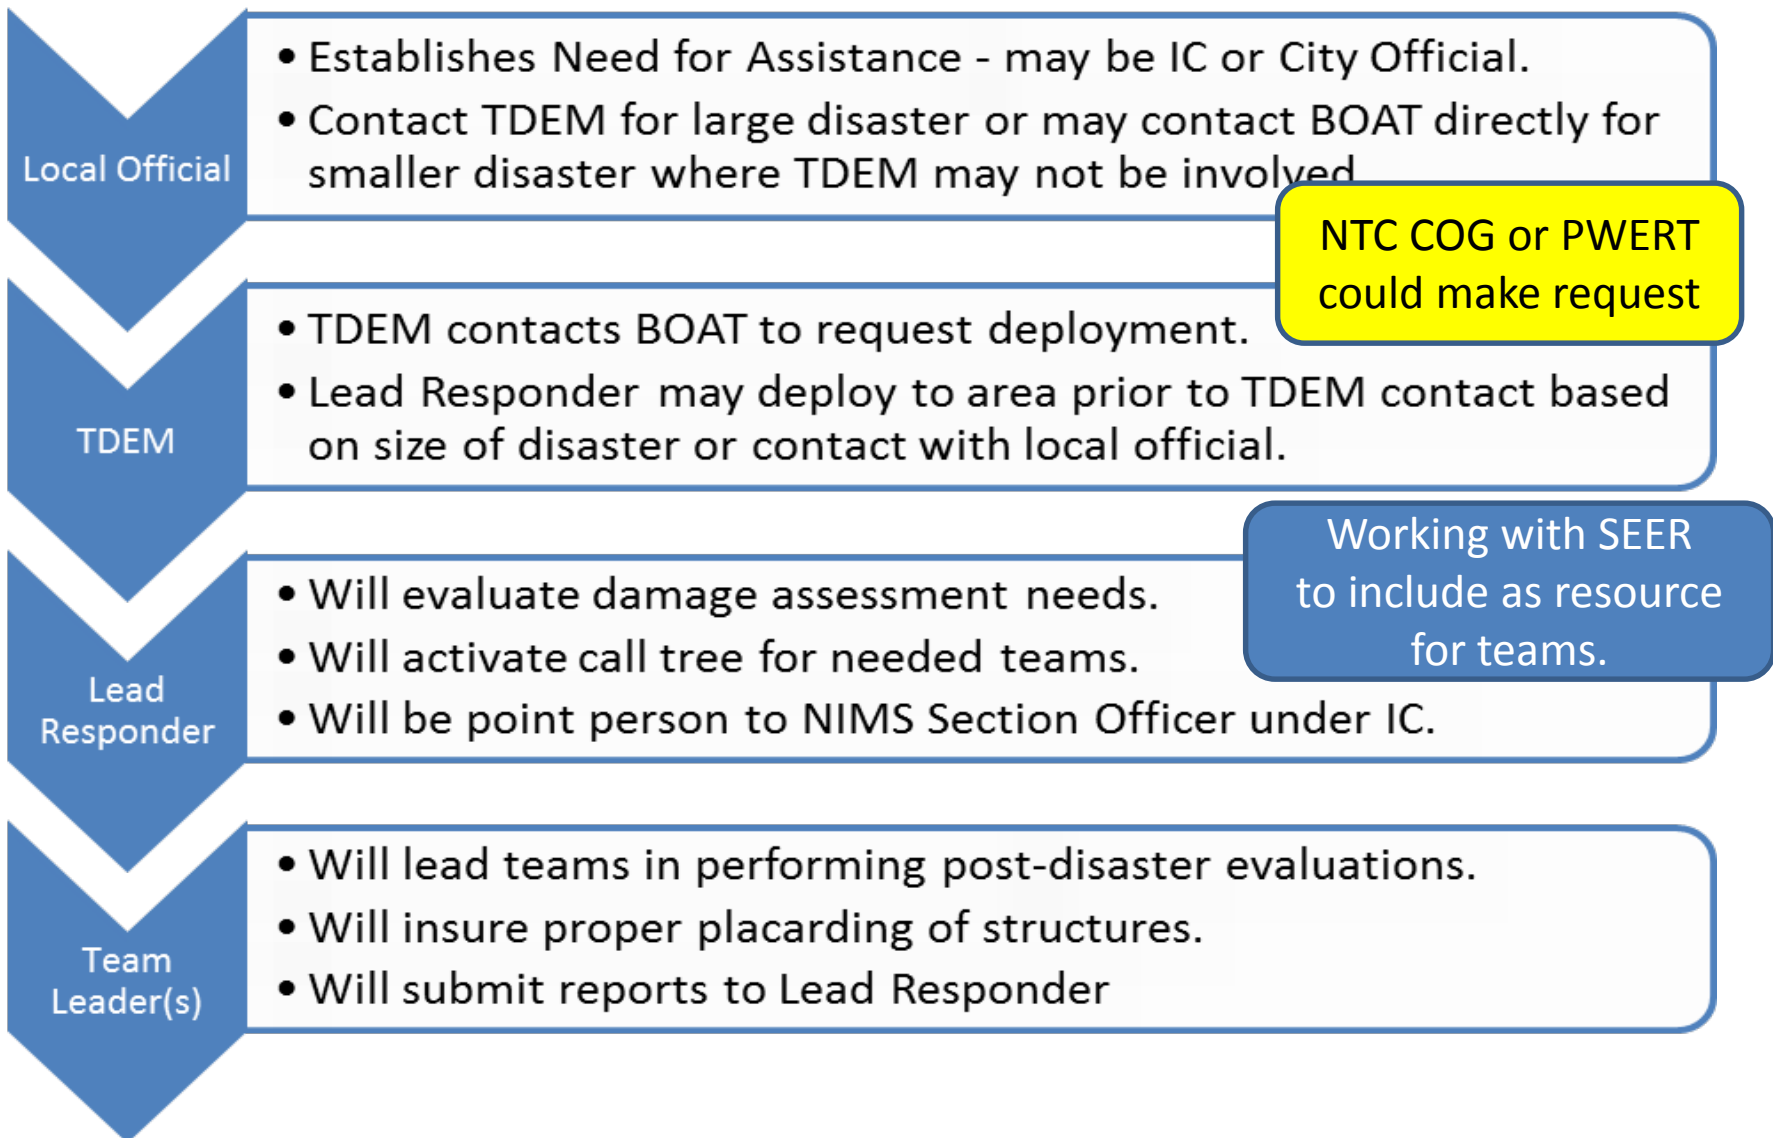 Local Official
• Establishes Need for Assistance - may be IC or City Official.
• Contact TDEM for large disaster or may contact BOAT directly for
smaller disaster where TDEM may not be involved
NTC COG or PWERT
could make request
TDEM
• TDEM contacts BOAT to request deployment.
• Lead Responder may deploy to area prior to TDEM contact based
on size of disaster or contact with local official.
Working with SEER
to include as resource
for teams.
Lead
Responder
• Will evaluate damage assessment needs.
• Will activate call tree for needed teams.
• Will be point person to NIMS Section Officer under IC.
Team
Leader(s)
• Will lead teams in performing post-disaster evaluations.
• Will insure proper placarding of structures.
• Will submit reports to Lead Responder